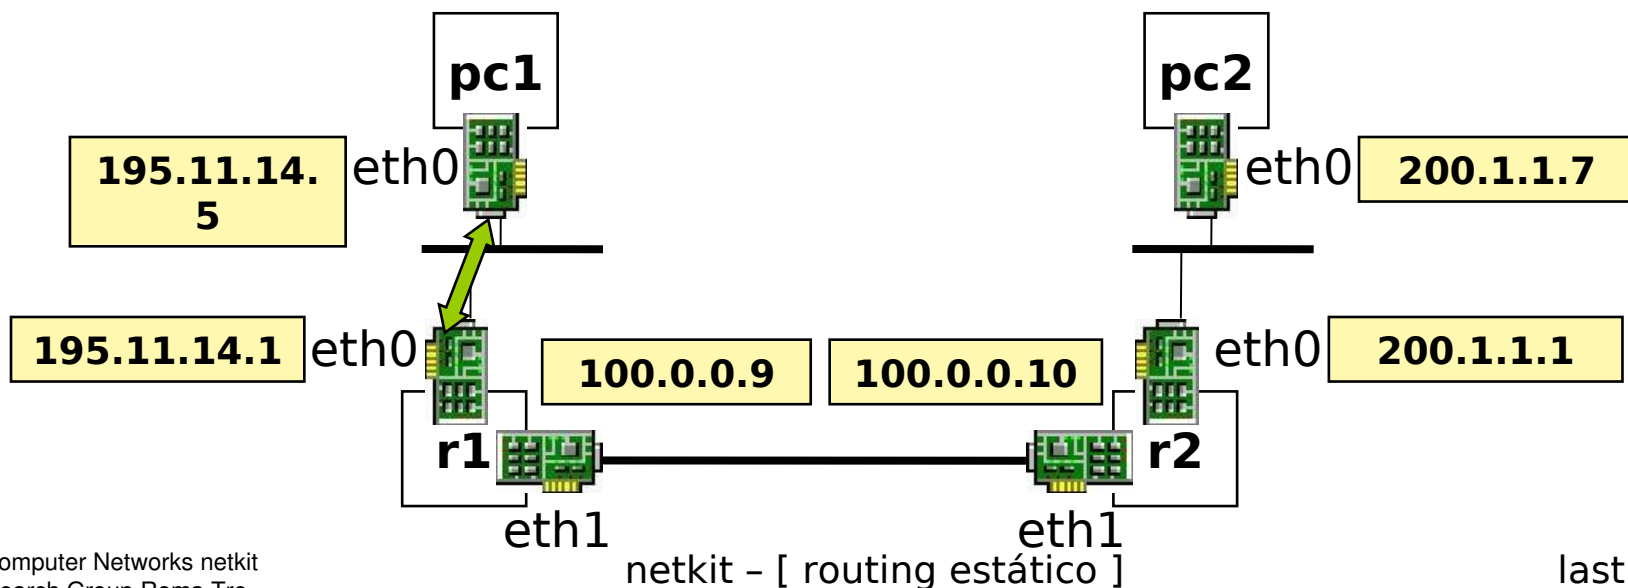 pc1
pc2
195.11.14.
5
eth0
eth0
200.1.1.7
195.11.14.1
eth0
100.0.0.9
100.0.0.10
eth0
200.1.1.1
r1
r2
eth1
eth1
omputer Networks netkit
netkit – [ routing estático ]
last